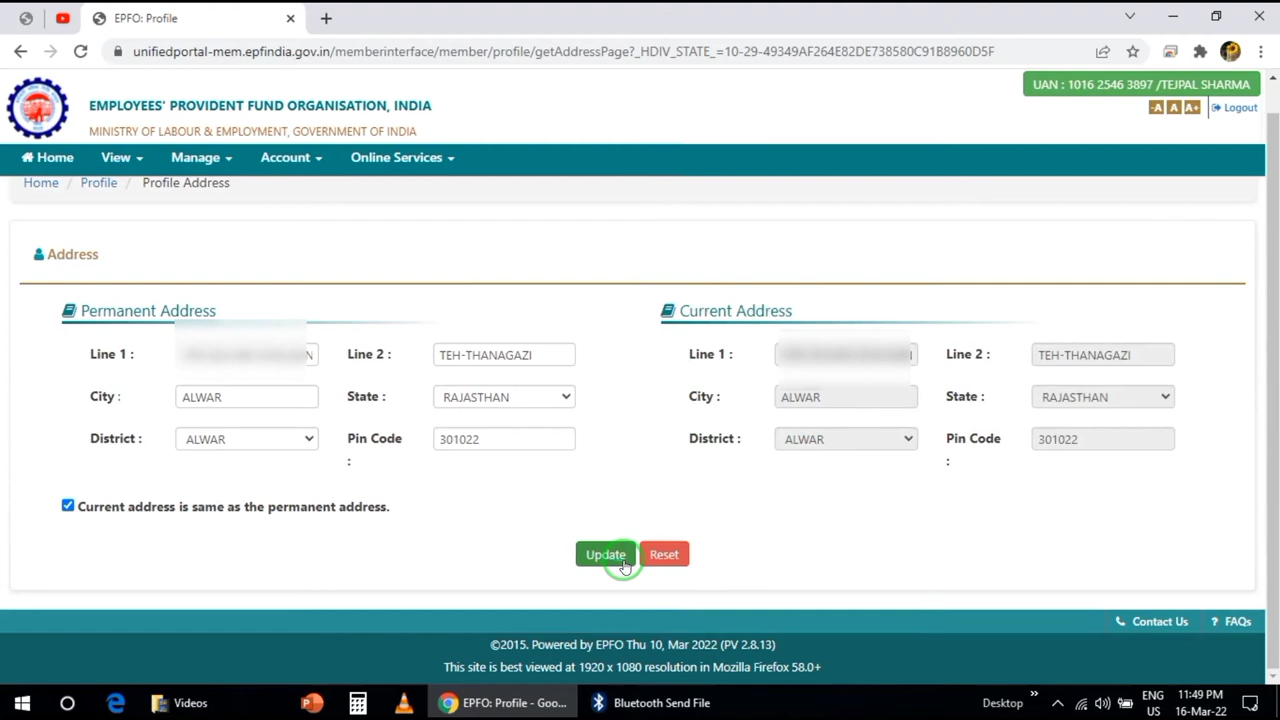 EPFO: Profile
unifiedportal-mem.epfindia.gov.in/memberinterface/member/profile/getAddressPage?_HDIV_STATE_=10-29-49349AF264E82DE738580C91B8960D5F
UAN : 1016 2546 3897 /TEJPAL SHARMA
EMPLOYEES' PROVIDENT FUND ORGANISATION, INDIA
-A A A+ Logout
MINISTRY OF LABOUR & EMPLOYMENT, GOVERNMENT OF INDIA
Home View Manage Account Online Services
Home / Profile / Profile Address
Address
Permanent Address Current Address
Line 1 : N Line 2 : TEH-THANAGAZI Line 1 : Line 2 : TEH-THANAGAZI
City : ALWAR State : RAJASTHAN City : ALWAR State : RAJASTHAN
District : ALWAR Pin Code : 301022 District : ALWAR Pin Code : 301022
Current address is same as the permanent address.
Update Reset
Contact Us ? FAQs
©2015. Powered by EPFO Thu 10, Mar 2022 (PV 2.8.13)
This site is best viewed at 1920 x 1080 resolution in Mozilla Firefox 58.0+
Videos EPFO: Profile - Goo... Bluetooth Send File Desktop » ENG US 11:49 PM 16-Mar-22